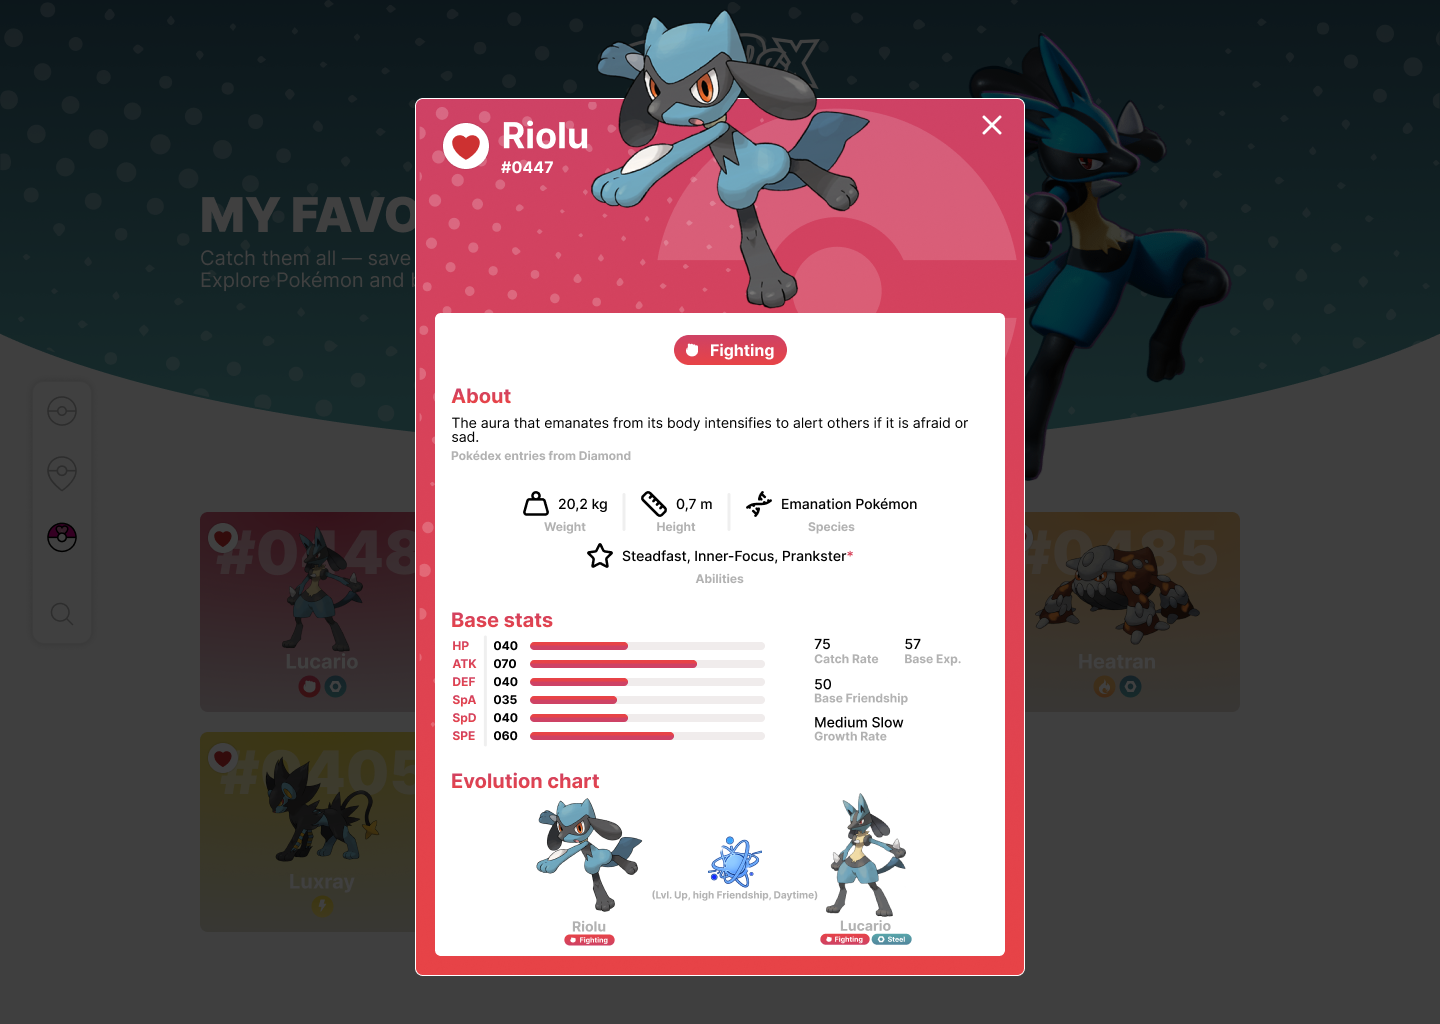 Riolu
#0447
MY FAVO
Catch them all — save
Explore Pokémon and
Fighting
About
The aura that emanates from its body intensifies to alert others if it is afraid or
sad.
Pokédex entries from Diamond
20,2 kg
Weight
0,7 m
Height
Emanation Pokémon
Species
Steadfast, Inner-Focus, Prankster*
Abilities
Base stats
HP 040
ATK 070
DEF 040
SpA 035
SpD 040
SPE 060
75
Catch Rate
57
Base Exp.
50
Base Friendship
Medium Slow
Growth Rate
Evolution chart
(Lvl. Up, high Friendship, Daytime)
Riolu
Fighting
Lucario
Fighting Steel
#0448
Lucario
#0485
Heatran
#0405
Luxray